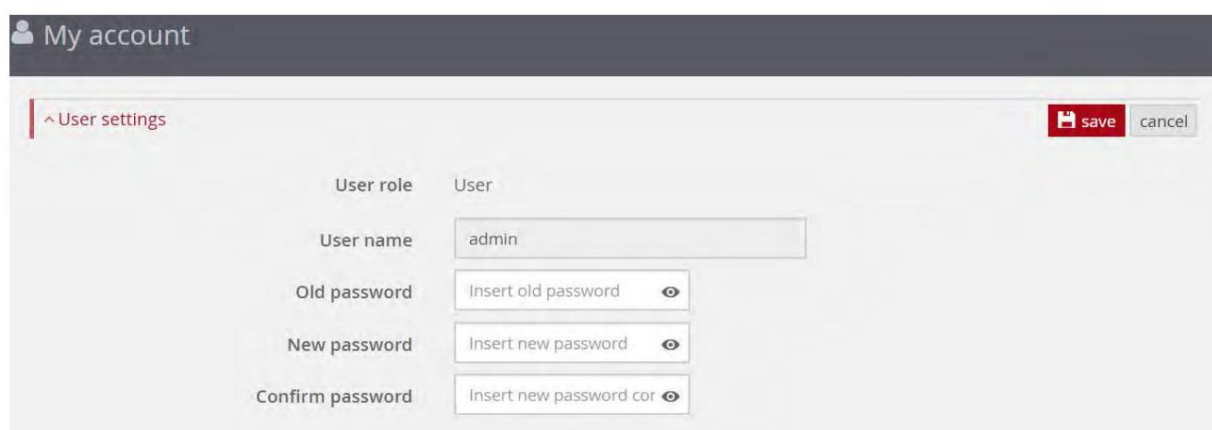 My account
User settings
save cancel
User role User
User name admin
Old password Insert old password
New password Insert new password
Confirm password Insert new password cor